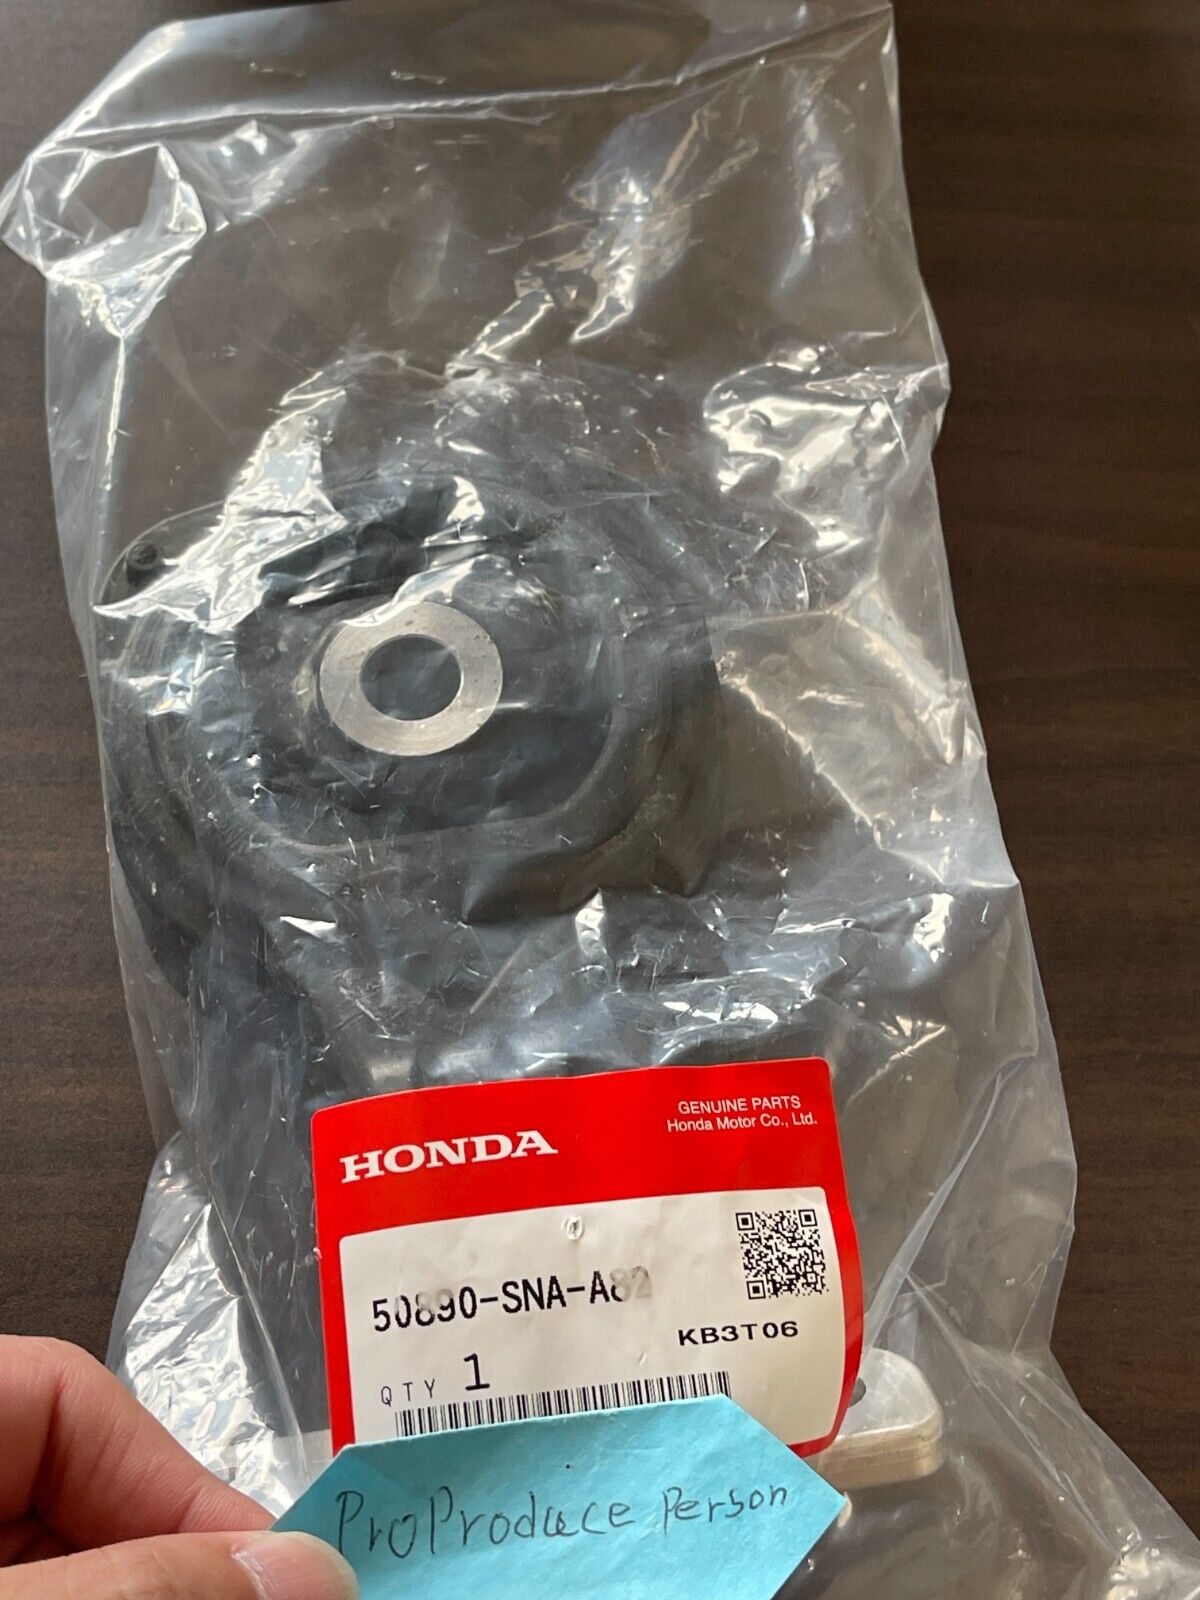 GENUINE PARTS
Honda Motor Co., Ltd.
HONDA
50890-SNA-A82
KB3T06
QTY 1
ProProduce Person